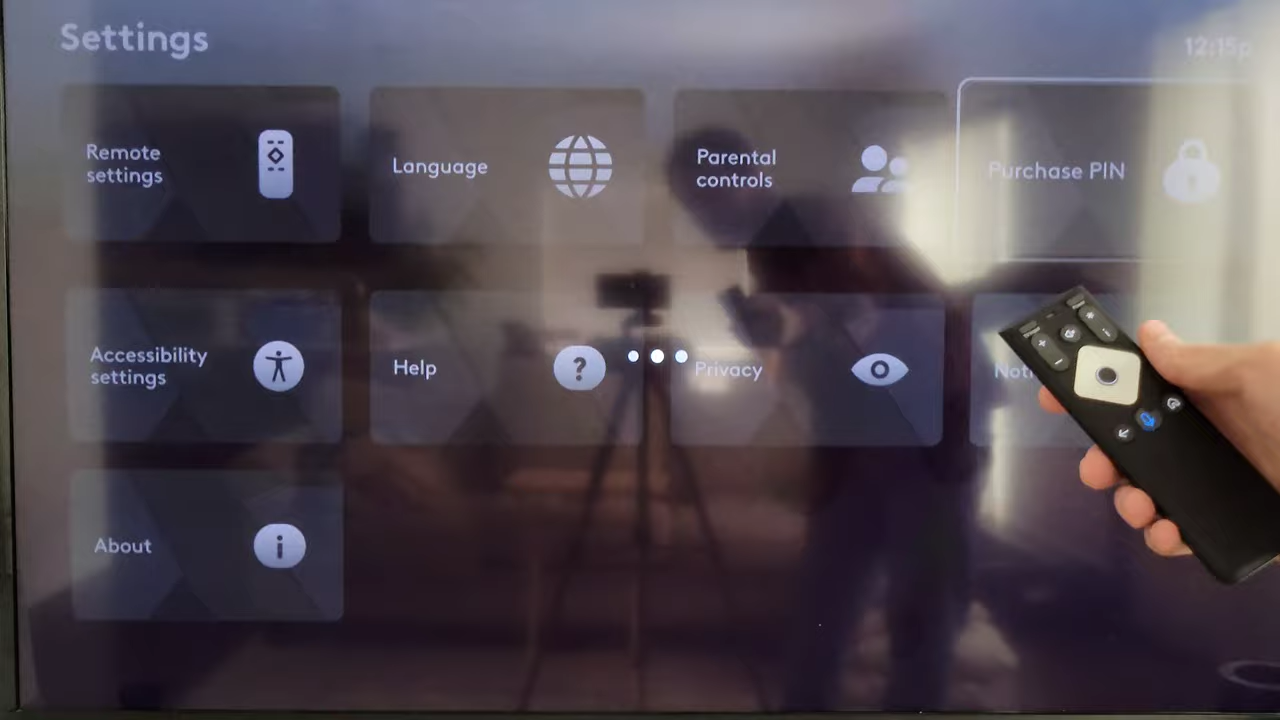 Settings
12:15p
Remote
settings
Language
Parental
controls
Purchase PIN
Accessibility
settings
Help
Privacy
About